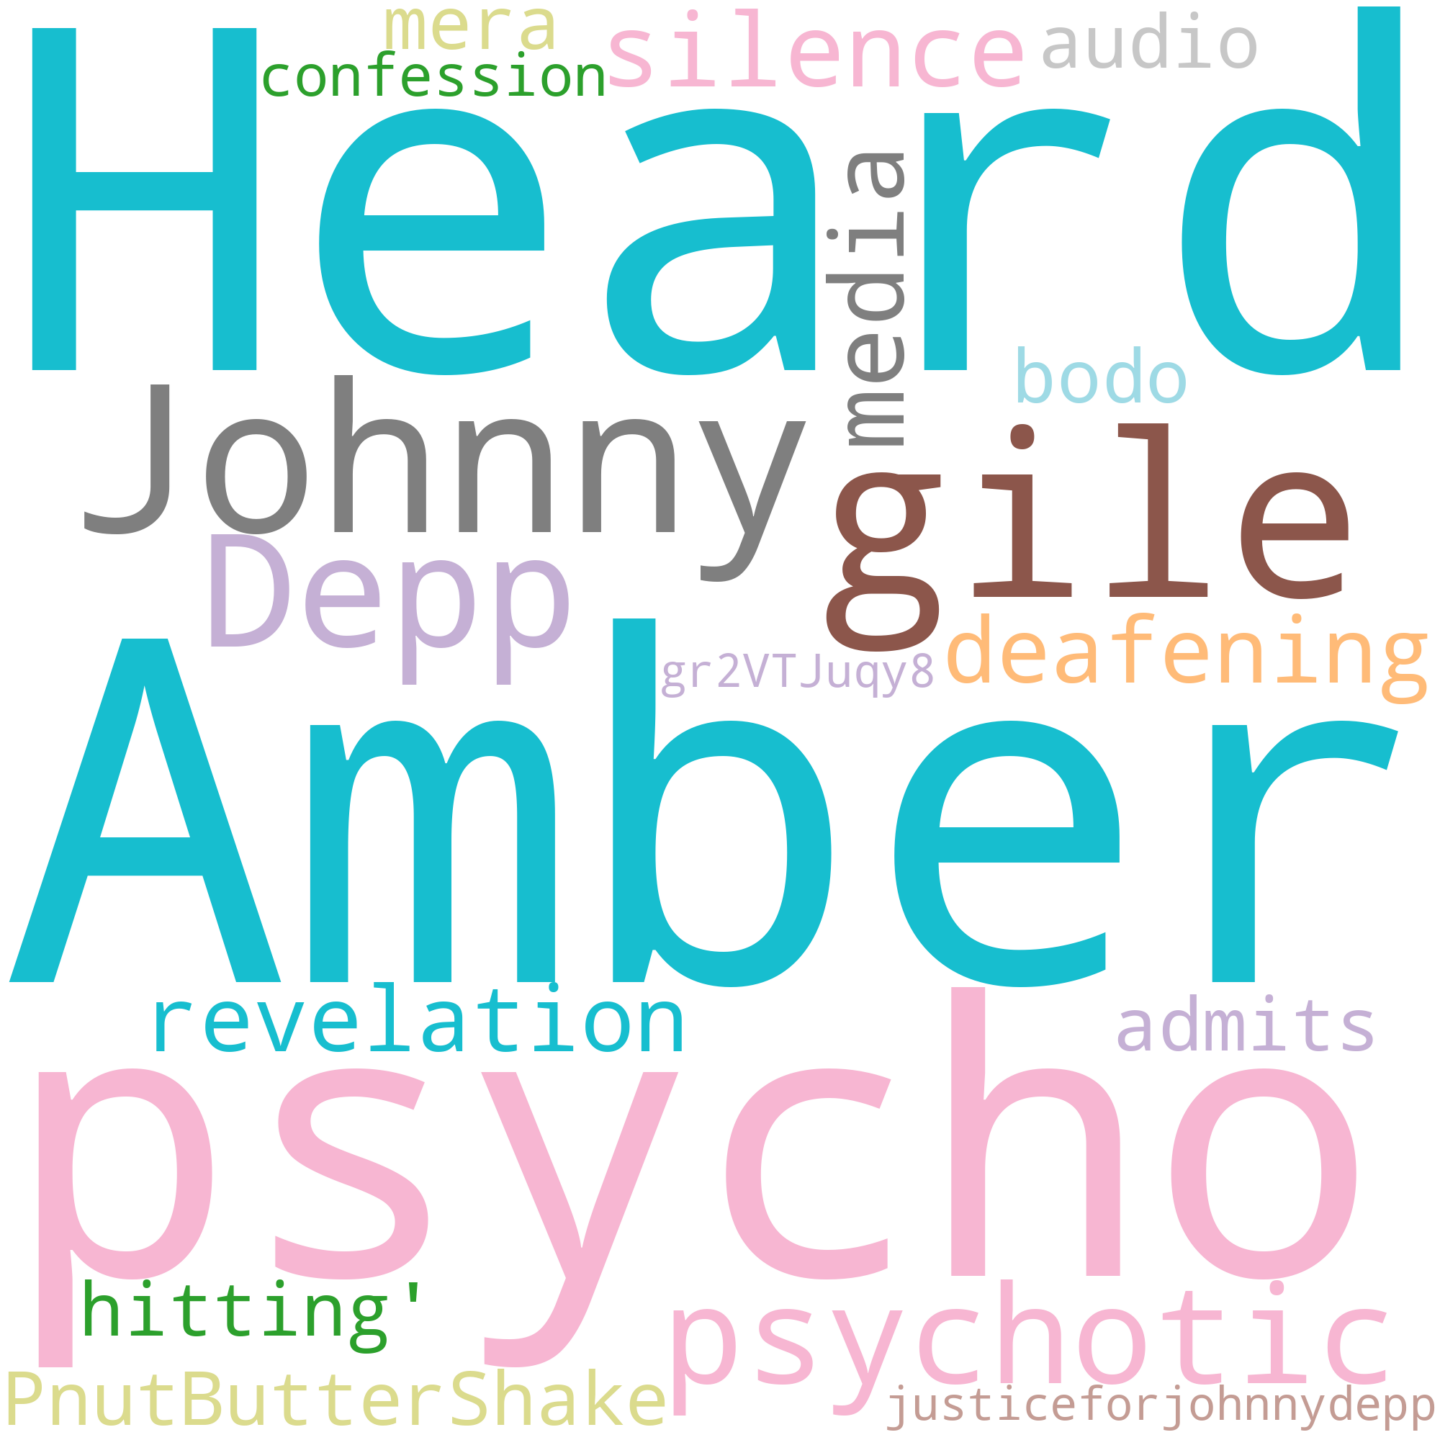 mera
silence
audio
confession
Heard
media
bodo
Johnny
gile
Depp
deafening
gr2VTJuqy8
Amber
revelation
admits
psycho
hitting'
psychotic
PnutButterShake
justiceforjohnnydepp